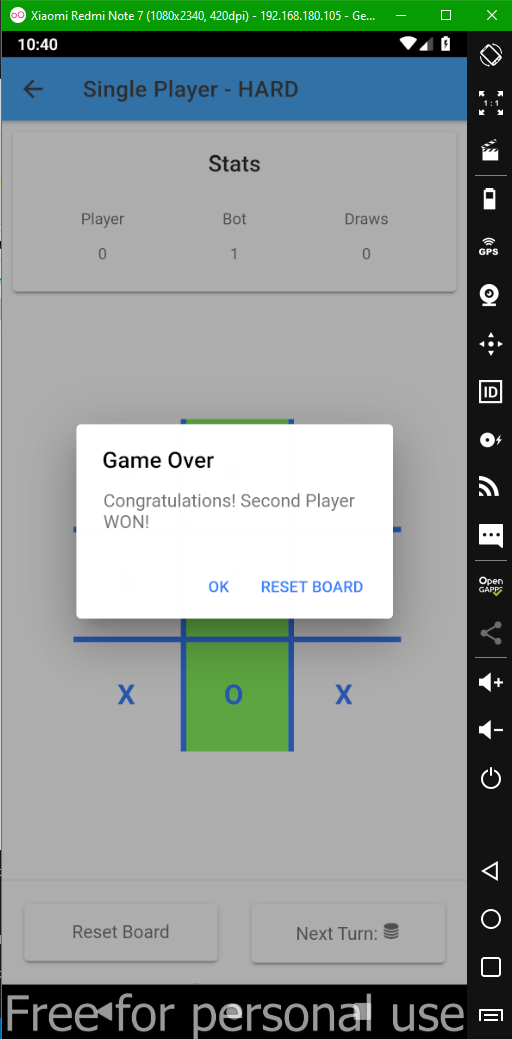 Xiaomi Redmi Note 7 (1080x2340, 420dpi) - 192.168.180.105 - Ge...
10:40
Single Player - HARD
1 : 1
Stats
Player Bot Draws
0 1 0
GPS
Game Over
Congratulations! Second Player
WON!
ID
OK RESET BOARD
Open
GAPPS
X O X
Reset Board Next Turn:
Free for personal use